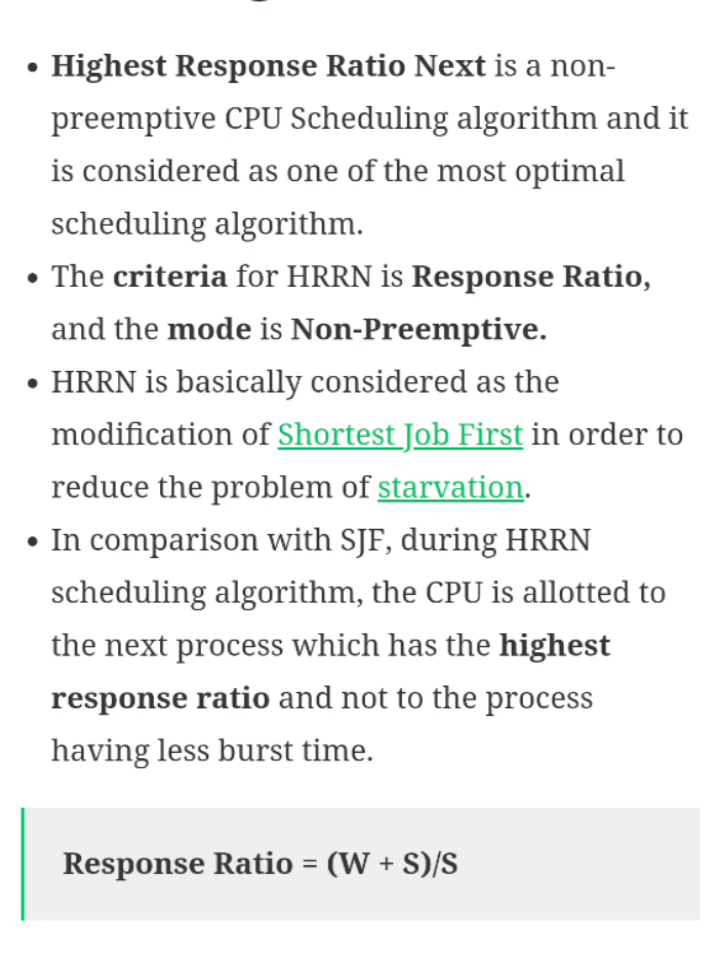 • Highest Response Ratio Next is a non-
preemptive CPU Scheduling algorithm and it
is considered as one of the most optimal
scheduling algorithm.
• The criteria for HRRN is Response Ratio,
and the mode is Non-Preemptive.
• HRRN is basically considered as the
modification of Shortest Job First in order to
reduce the problem of starvation.
• In comparison with SJF, during HRRN
scheduling algorithm, the CPU is allotted to
the next process which has the highest
response ratio and not to the process
having less burst time.
Response Ratio = (W + S)/S